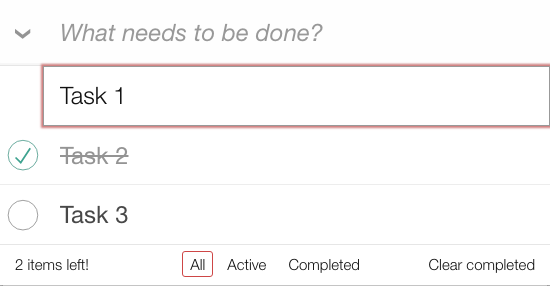 What needs to be done?
Task 1
Task 2
Task 3
2 items left! All Active Completed Clear completed